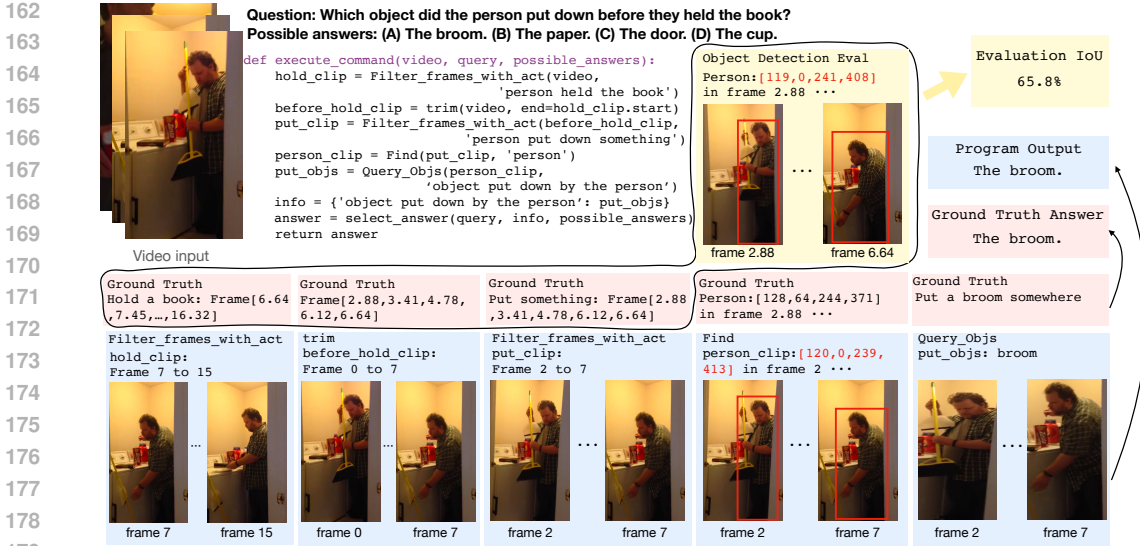 162
163
164
165
166
167
168
169
170
171
172
173
174
175
176
177
178
Question: Which object did the person put down before they held the book?
Possible answers: (A) The broom. (B) The paper. (C) The door. (D) The cup.
def execute_command(video, query, possible_answers):
hold_clip = Filter_frames_with_act(video,
'person held the book')
before_hold_clip = trim(video, end=hold_clip.start)
put_clip = Filter_frames_with_act(before_hold_clip,
'person put down something')
person_clip = Find(put_clip, 'person')
put_objs = Query_Objs(person_clip,
'object put down by the person')
info = {'object put down by the person': put_objs}
answer = select_answer(query, info, possible_answers)
return answer
Video input
Object Detection Eval
Person:[119,0,241,408]
in frame 2.88 ...
...
frame 2.88
frame 6.64
Evaluation IoU
65.8%
Program Output
The broom.
Ground Truth Answer
The broom.
Ground Truth
Hold a book: Frame[6.64
,7.45,…,16.32]
Ground Truth
Frame[2.88,3.41,4.78,
6.12,6.64]
Ground Truth
Put something: Frame[2.88
,3.41,4.78,6.12,6.64]
Ground Truth
Person:[128,64,244,371]
in frame 2.88 ...
Ground Truth
Put a broom somewhere
Filter_frames_with_act
hold_clip:
Frame 7 to 15
...
frame 7
frame 15
trim
before_hold_clip:
Frame 0 to 7
...
frame 0
frame 7
Filter_frames_with_act
put_clip:
Frame 2 to 7
...
frame 2
frame 7
Find
person_clip:[120,0,239,
413] in frame 2 ...
...
frame 2
frame 7
Query_Objs
put_objs: broom
...
frame 2
frame 7